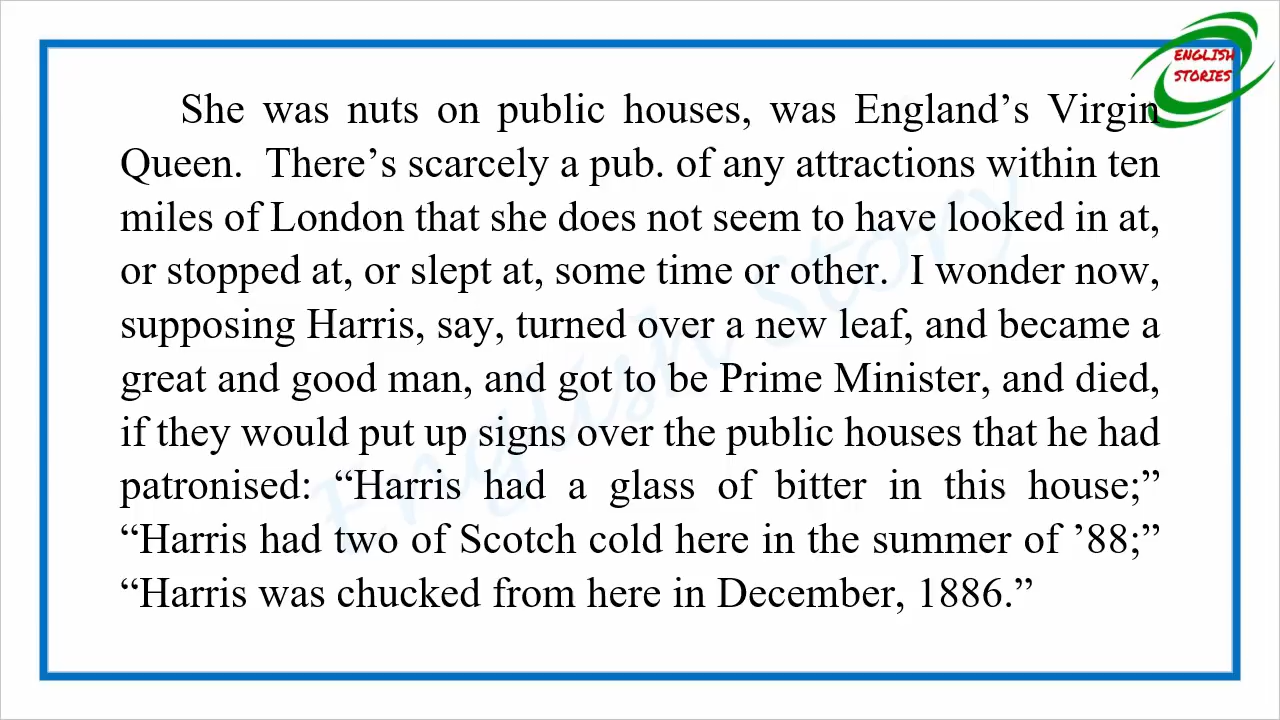 ENGLISH
STORIES
She was nuts on public houses, was England’s Virgin
Queen.  There’s scarcely a pub. of any attractions within ten
miles of London that she does not seem to have looked in at,
or stopped at, or slept at, some time or other.  I wonder now,
supposing Harris, say, turned over a new leaf, and became a
great and good man, and got to be Prime Minister, and died,
if they would put up signs over the public houses that he had
patronised: “Harris had a glass of bitter in this house;”
“Harris had two of Scotch cold here in the summer of ’88;”
“Harris was chucked from here in December, 1886.”
English Story